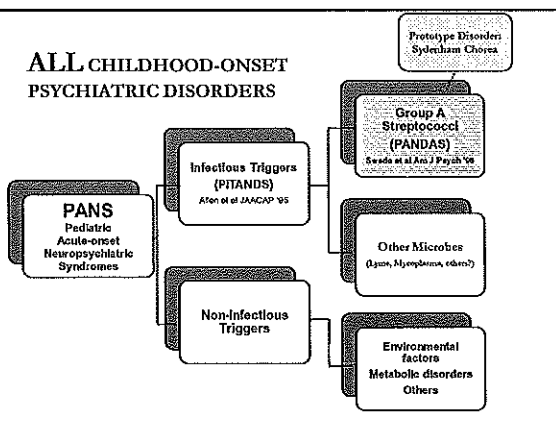 ALL CHILDHOOD-ONSET
PSYCHIATRIC DISORDERS
Prototype Disorder:
Sydenham Chorea
Group A
Streptococci
(PANDAS)
Swedo et al Am J Psych '98
Infectious Triggers
(PITANDS)
Allen et al JAACAP '95
PANS
Pediatric
Acute-onset
Neuropsychiatric
Syndromes
Other Microbes
(Lyme, Mycoplasma, others?)
Non-Infectious
Triggers
Environmental
factors
Metabolic disorders
Others